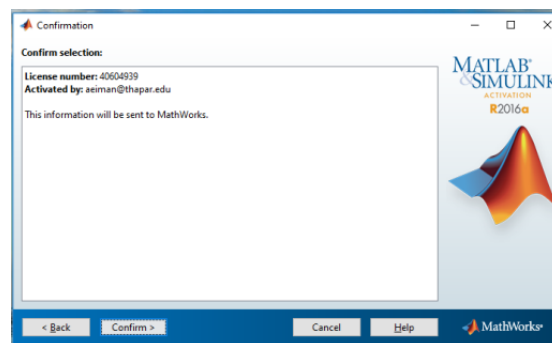 Confirmation
Confirm selection:
License number: 40604939
Activated by: aeiman@thapar.edu
This information will be sent to MathWorks.
MATLAB®
&SIMULINK
ACTIVATION
R2016a
< Back
Confirm >
Cancel
Help
MathWorks®